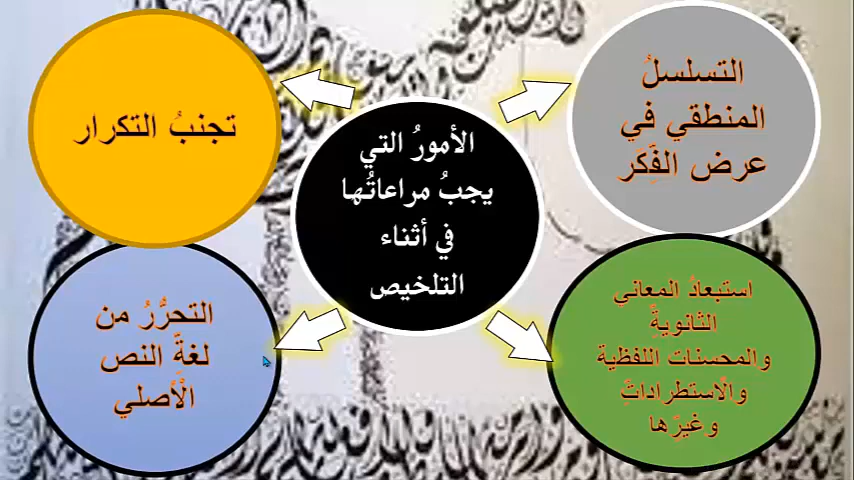 الأمورُ التي
يجبُ مراعاتُها
في أثناء
التلخيص
التسلسلُ
المنطقي في
عرض الفِكَر
تجنبُ التكرار
استبعادُ المعاني
الثانويةِ
والمحسنات اللفظية
والاستطراداتِ
وغيرَها
التحرُّرُ من
لغةِ النص
الأصلي